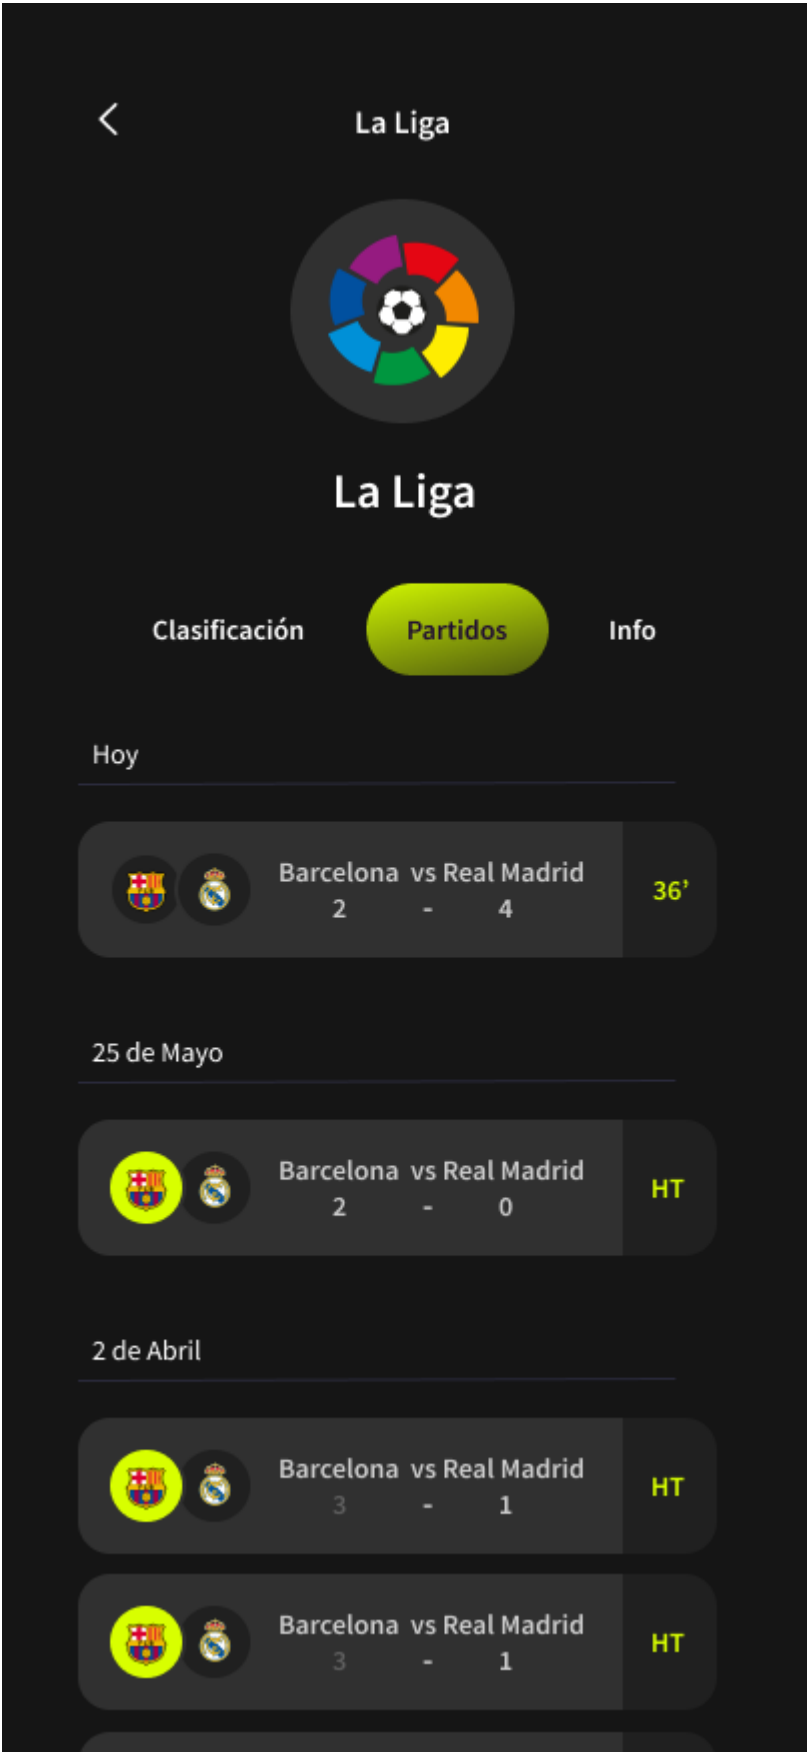 La Liga
La Liga
Clasificación Partidos Info
Hoy
Barcelona vs Real Madrid
2 - 4
36’
25 de Mayo
Barcelona vs Real Madrid
2 - 0
HT
2 de Abril
Barcelona vs Real Madrid
3 - 1
HT
Barcelona vs Real Madrid
3 - 1
HT